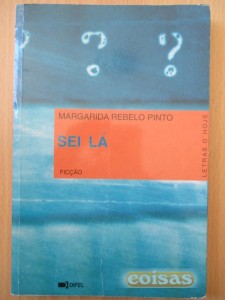 ? ?
MARGARIDA REBELO PINTO
SEI LÁ
FICÇÃO
LETRAS D'HOJE
DIFEL
coisas